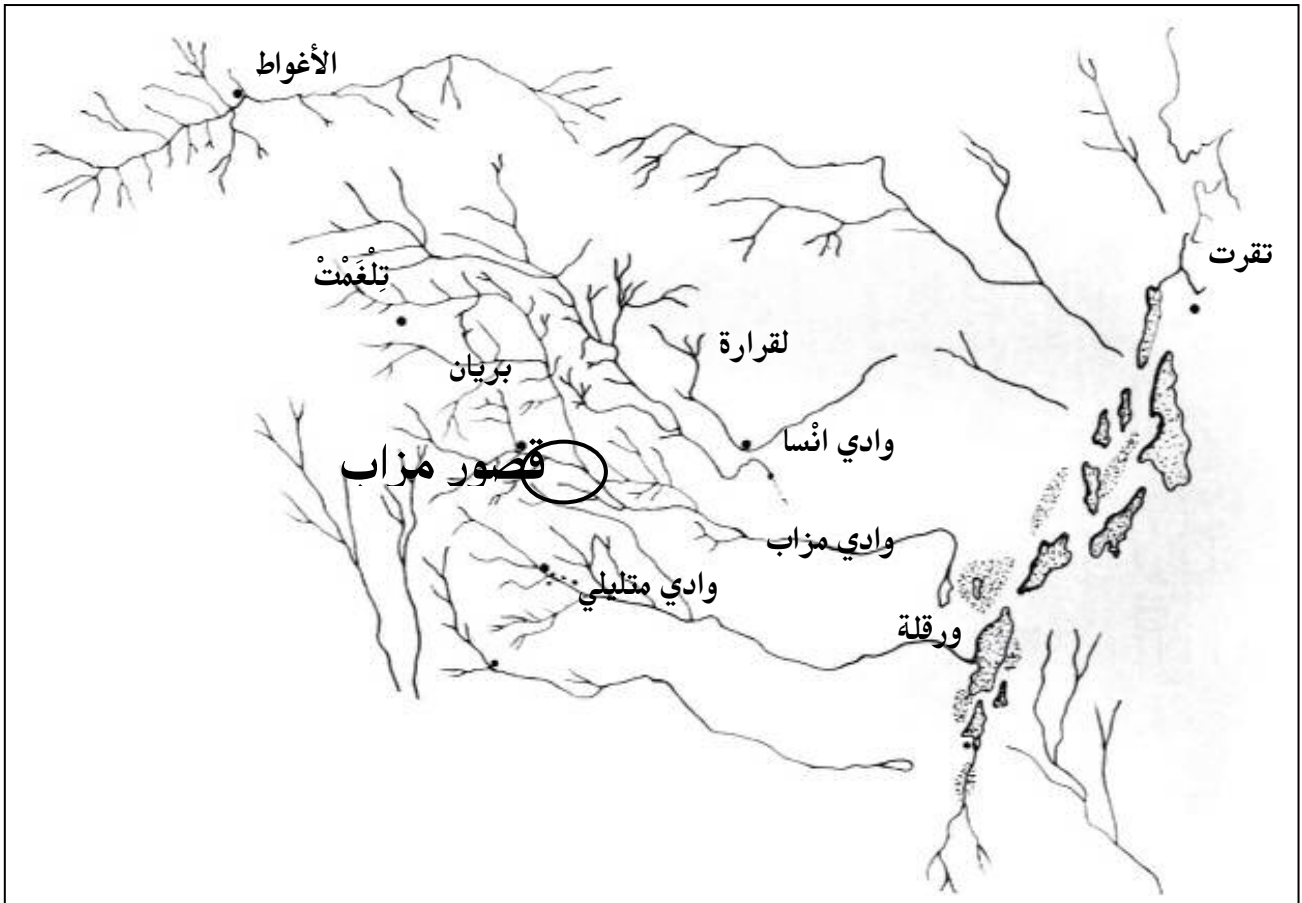 الأغواط
تقرت
تِلْغَمْتْ
لقرارة
بريان
وادي انْسا
قصور مزاب
وادي مزاب
وادي متليلي
ورقلة